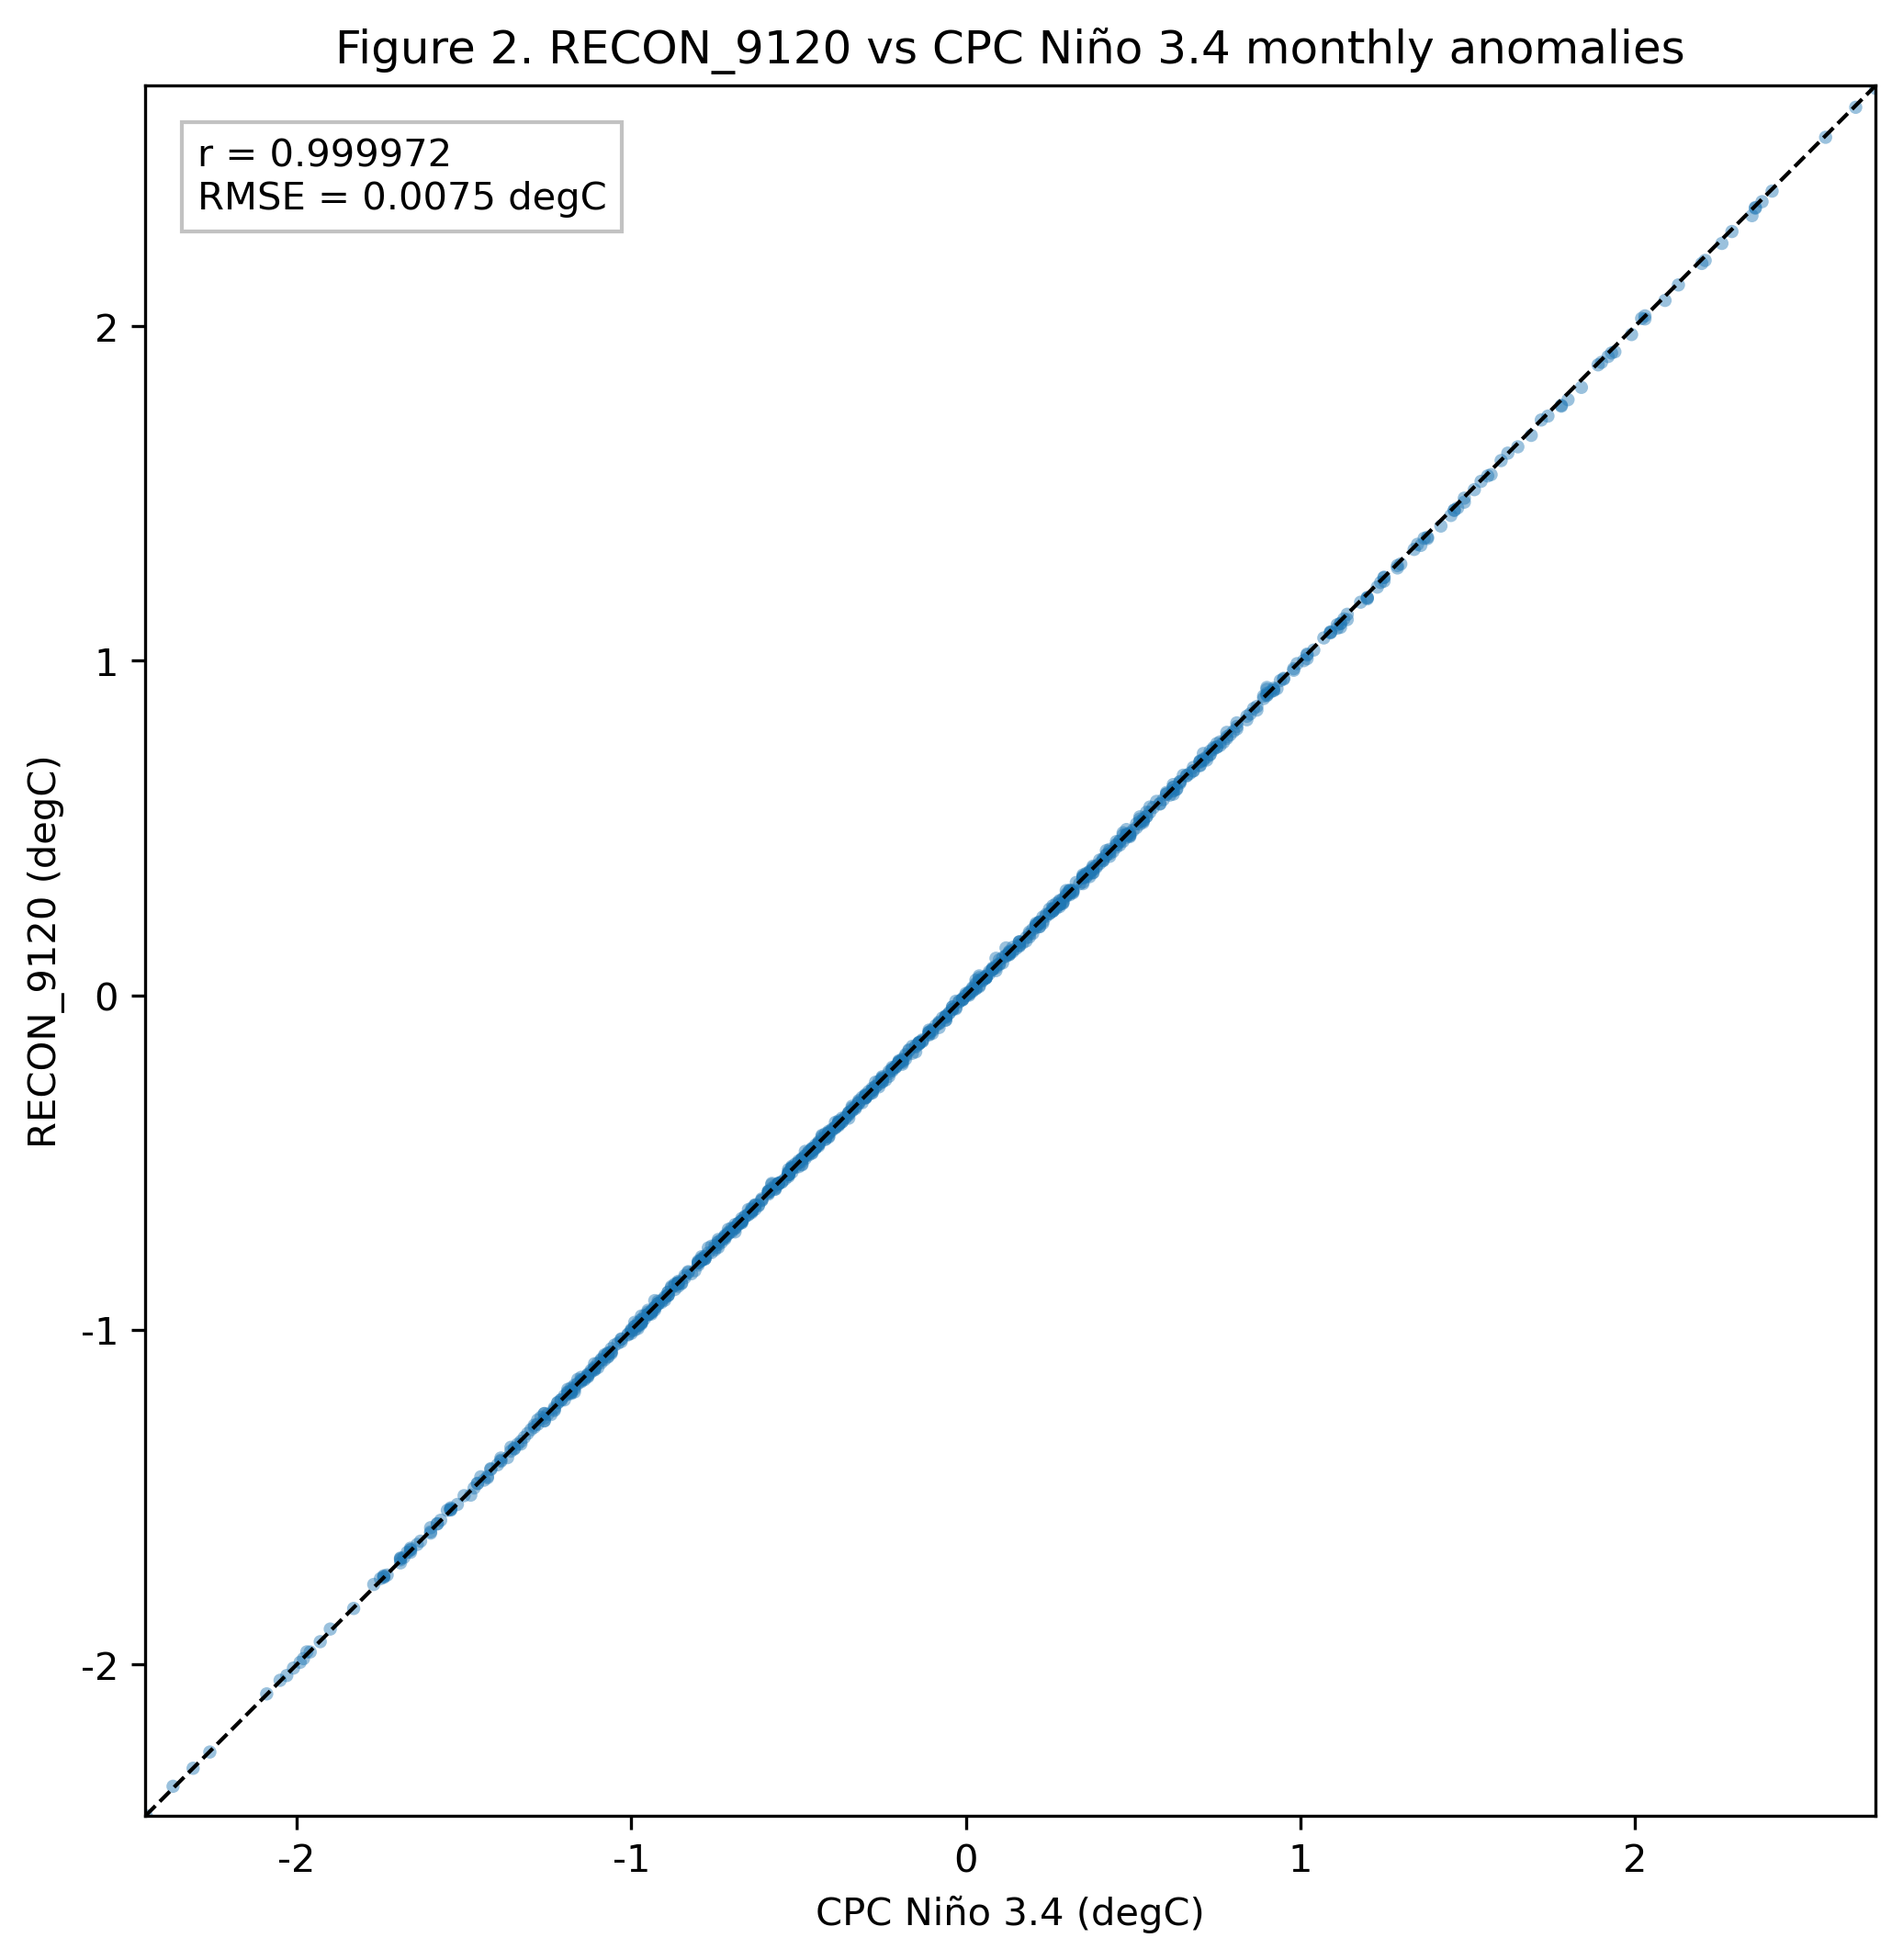 Figure 2. RECON_9120 vs CPC Niño 3.4 monthly anomalies
r = 0.999972
RMSE = 0.0075 degC
RECON_9120 (degC)
2
1
0
-1
-2
-2
-1
0
1
2
CPC Niño 3.4 (degC)